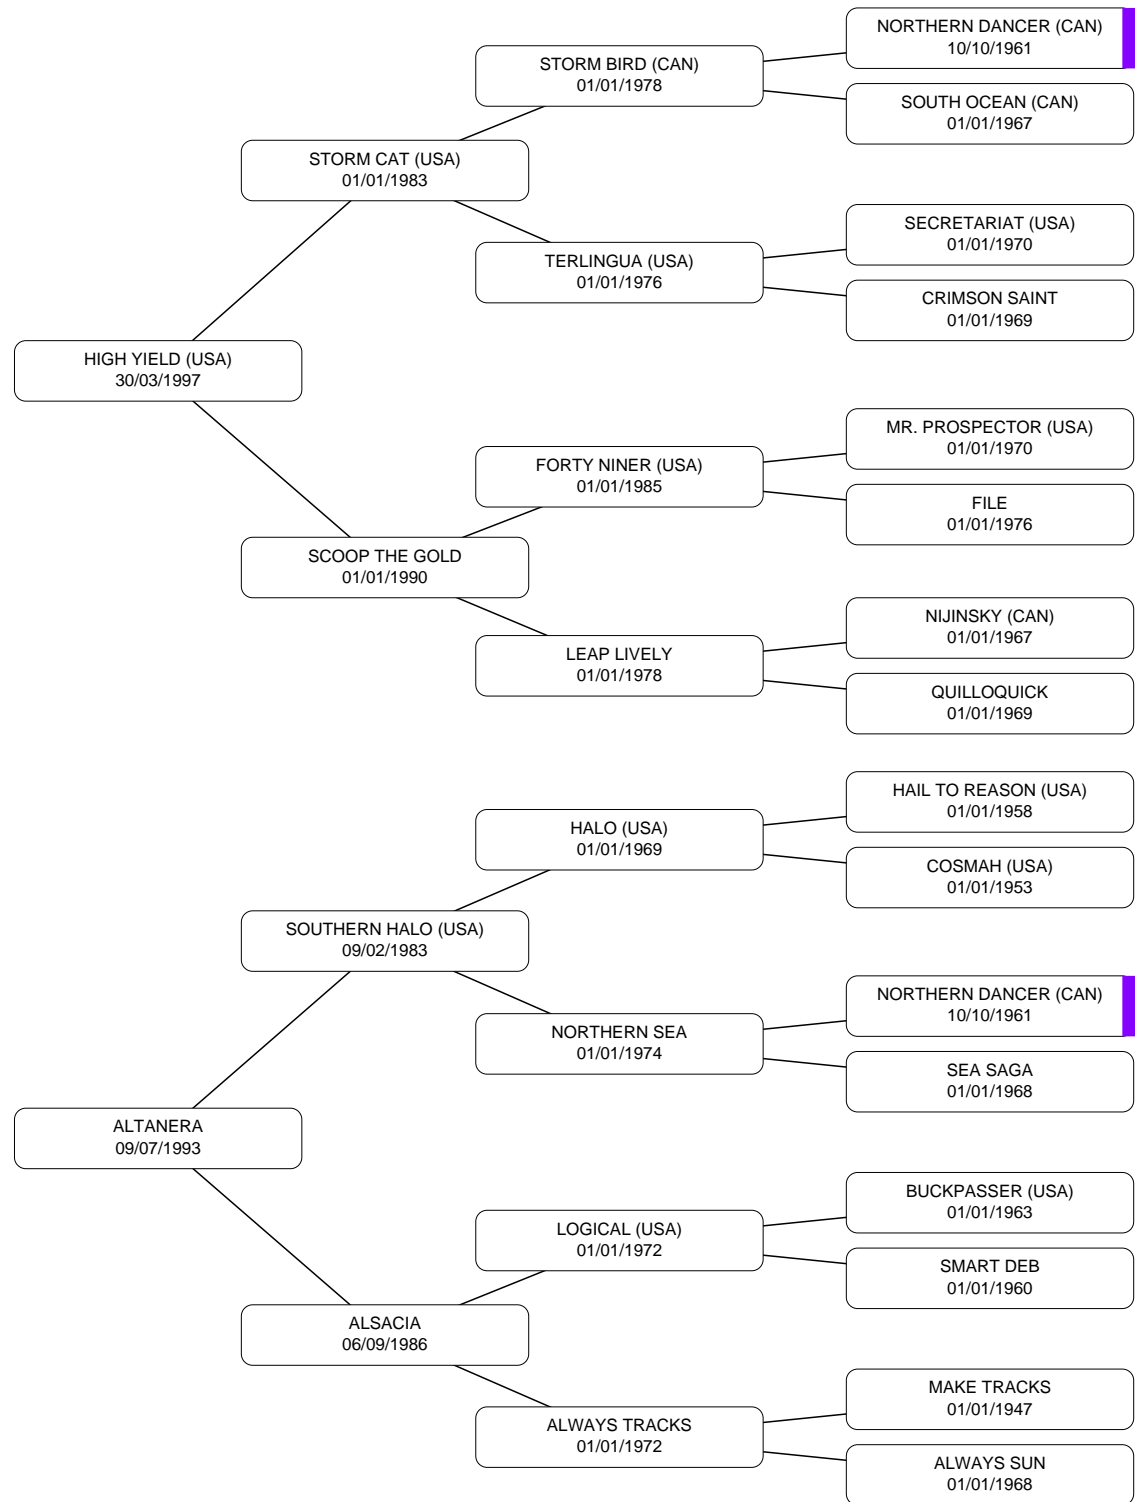 NORTHERN DANCER (CAN)
10/10/1961
STORM BIRD (CAN)
01/01/1978
SOUTH OCEAN (CAN)
01/01/1967
STORM CAT (USA)
01/01/1983
SECRETARIAT (USA)
01/01/1970
TERLINGUA (USA)
01/01/1976
CRIMSON SAINT
01/01/1969
HIGH YIELD (USA)
30/03/1997
MR. PROSPECTOR (USA)
01/01/1970
FORTY NINER (USA)
01/01/1985
FILE
01/01/1976
SCOOP THE GOLD
01/01/1990
NIJINSKY (CAN)
01/01/1967
LEAP LIVELY
01/01/1978
QUILLOQUICK
01/01/1969
HAIL TO REASON (USA)
01/01/1958
HALO (USA)
01/01/1969
COSMAH (USA)
01/01/1953
SOUTHERN HALO (USA)
09/02/1983
NORTHERN DANCER (CAN)
10/10/1961
NORTHERN SEA
01/01/1974
SEA SAGA
01/01/1968
ALTANERA
09/07/1993
BUCKPASSER (USA)
01/01/1963
LOGICAL (USA)
01/01/1972
SMART DEB
01/01/1960
ALSACIA
06/09/1986
MAKE TRACKS
01/01/1947
ALWAYS TRACKS
01/01/1972
ALWAYS SUN
01/01/1968